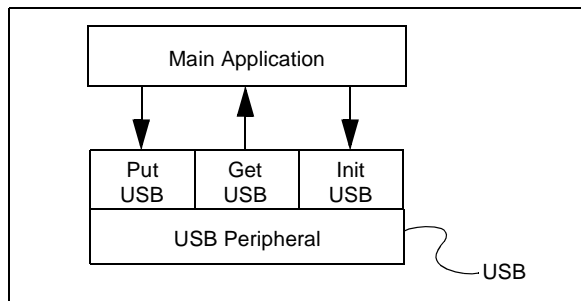 Main Application
Put USB
Get USB
Init USB
USB Peripheral
USB